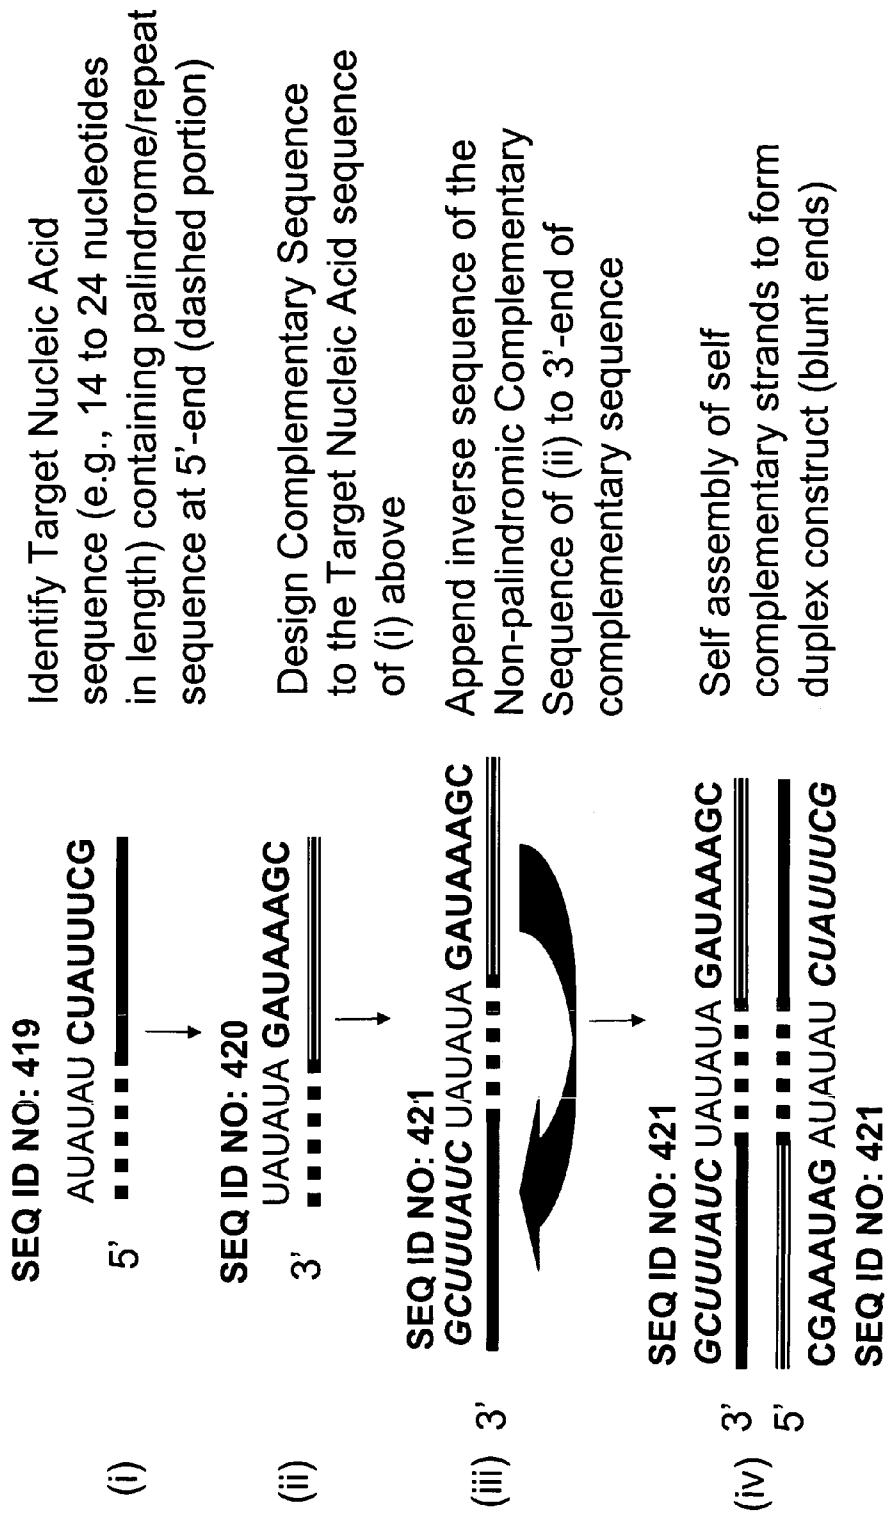 SEQ ID NO: 419
AUAUAU CUAUUUCG
(i) 5’
Identify Target Nucleic Acid
sequence (e.g., 14 to 24 nucleotides
in length) containing palindrome/repeat
sequence at 5’-end (dashed portion)
SEQ ID NO: 420
UAUAUA GAUAAAGC
(ii) 3’
Design Complementary Sequence
to the Target Nucleic Acid sequence
of (i) above
SEQ ID NO: 421
GCUUUAUC UAUAUA GAUAAAGC
(iii) 3’
Append inverse sequence of the
Non-palindromic Complementary
Sequence of (ii) to 3’-end of
complementary sequence
SEQ ID NO: 421
GCUUUAUC UAUAUA GAUAAAGC
(iv) 3’
5’
CGAAAUAG AUAUAU CUAUUUCG
SEQ ID NO: 421
Self assembly of self
complementary strands to form
duplex construct (blunt ends)